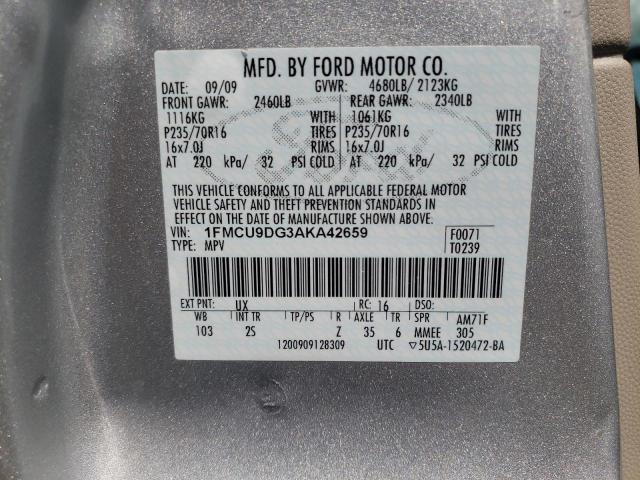 MFD. BY FORD MOTOR CO.
DATE: 09/09 GVWR: 4680LB/ 2123KG
FRONT GAWR: 2460LB REAR GAWR: 2340LB
1116KG WITH 1061KG WITH
P235/70R16 TIRES P235/70R16 TIRES
16x7.0J RIMS 16x7.0J RIMS
AT 220 kPa/ 32 PSI COLD AT 220 kPa/ 32 PSI COLD
THIS VEHICLE CONFORMS TO ALL APPLICABLE FEDERAL MOTOR
VEHICLE SAFETY AND THEFT PREVENTION STANDARDS IN
EFFECT ON THE DATE OF MANUFACTURE SHOWN ABOVE.
VIN: 1FMCU9DG3AKA42659 F0071
TYPE: MPV T0239
EXT PNT: UX RC: 16 DSO:
WB INT TR TP/PS R AXLE TR SPR AM71F
103 2S Z 35 6 MMEE 305
1200909128309 UTC ▽5U5A-1520472-BA